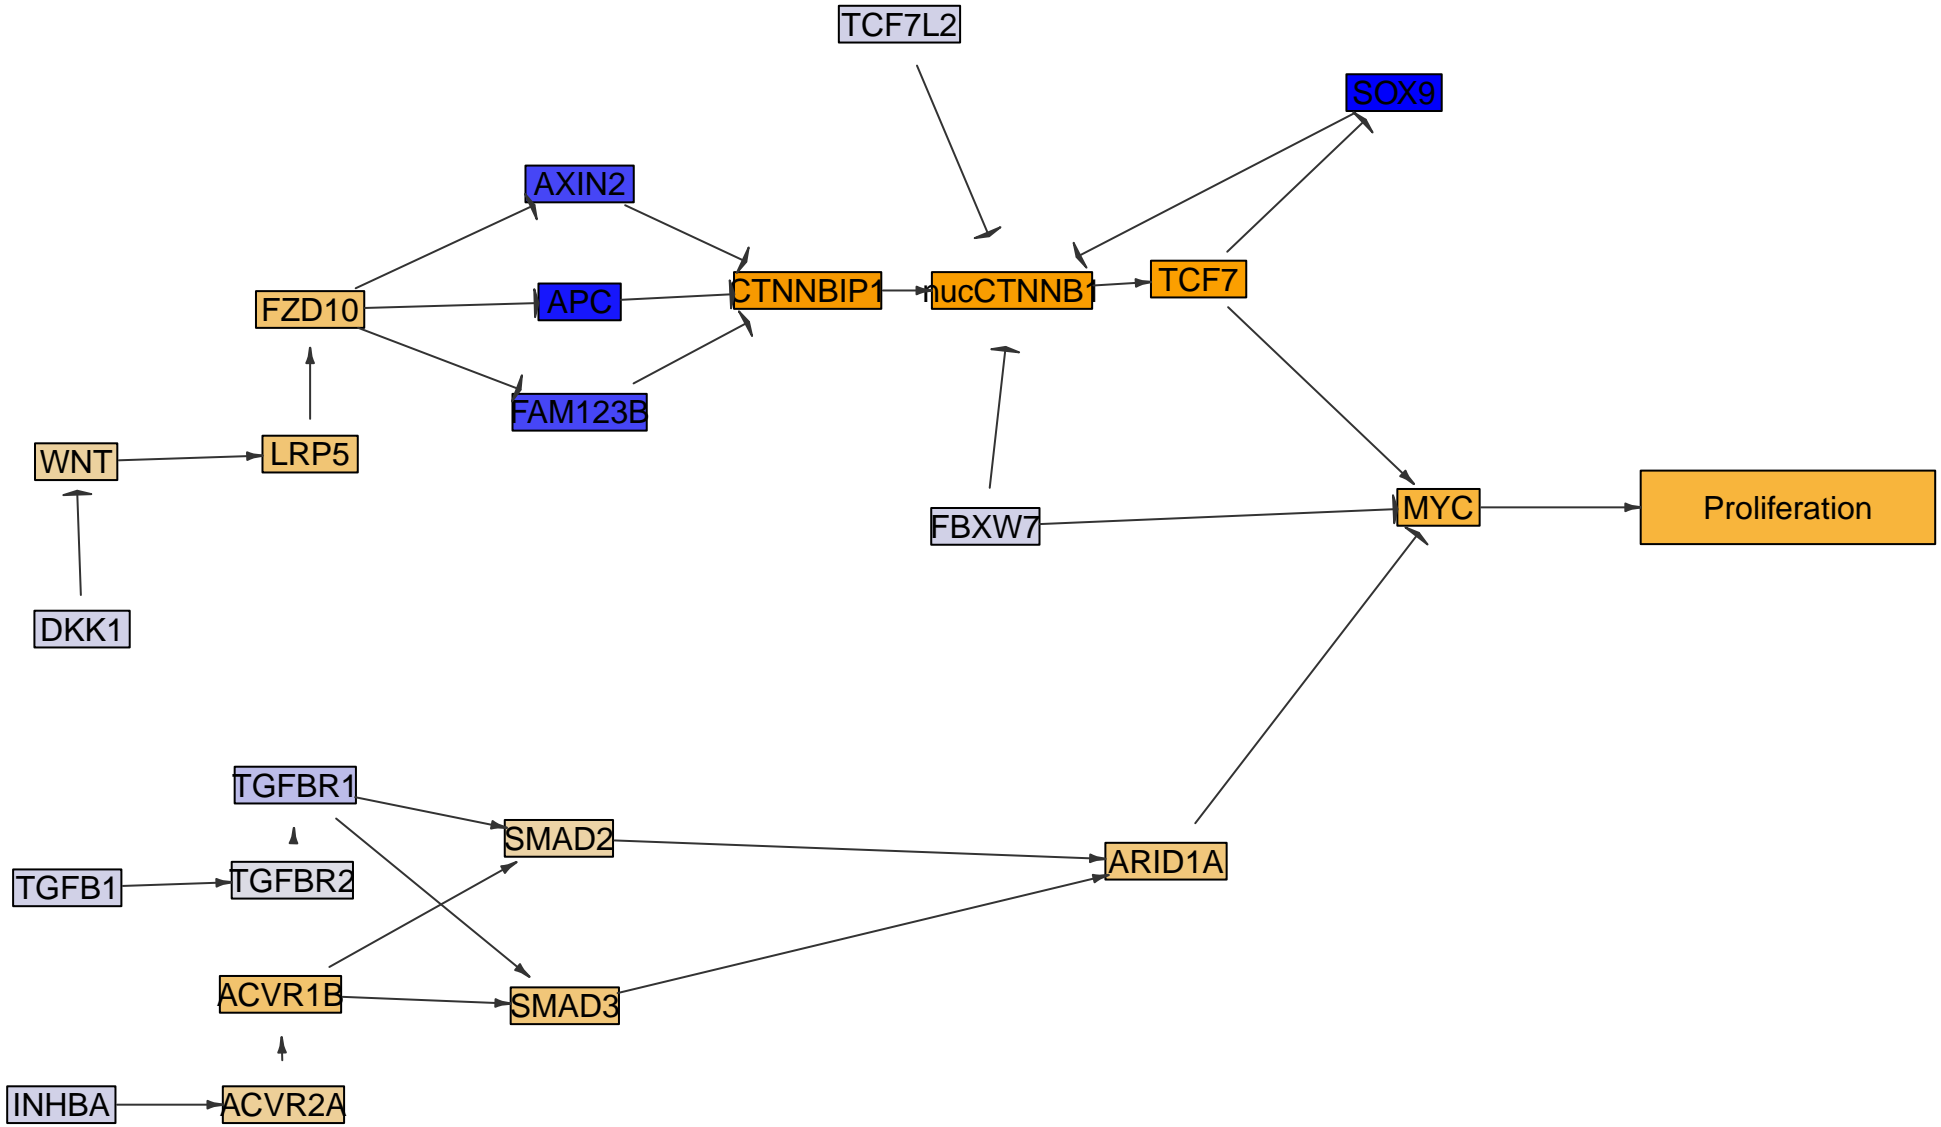 TCF7L2
SOX9
AXIN2
CTNNBIP1
nucCTNNB1
TCF7
FZD10
APC
FAM123B
WNT
LRP5
FBXW7
MYC
Proliferation
DKK1
TGFBR1
SMAD2
TGFB1
TGFBR2
ARID1A
ACVR1B
SMAD3
INHBA
ACVR2A